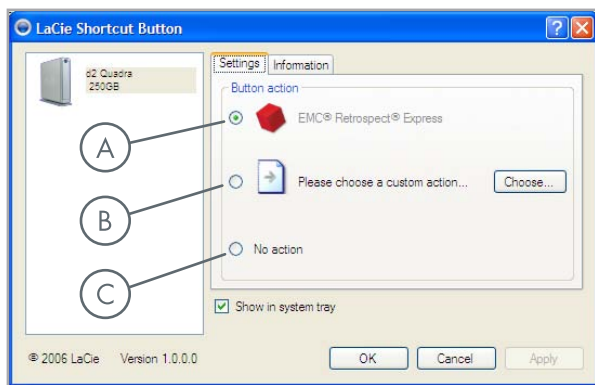 LaCie Shortcut Button
d2 Quadra
250GB
Settings
Information
Button action
EMC® Retrospect® Express
Please choose a custom action...
Choose...
No action
Show in system tray
A
B
C
© 2006 LaCie
Version 1.0.0.0
OK
Cancel
Apply